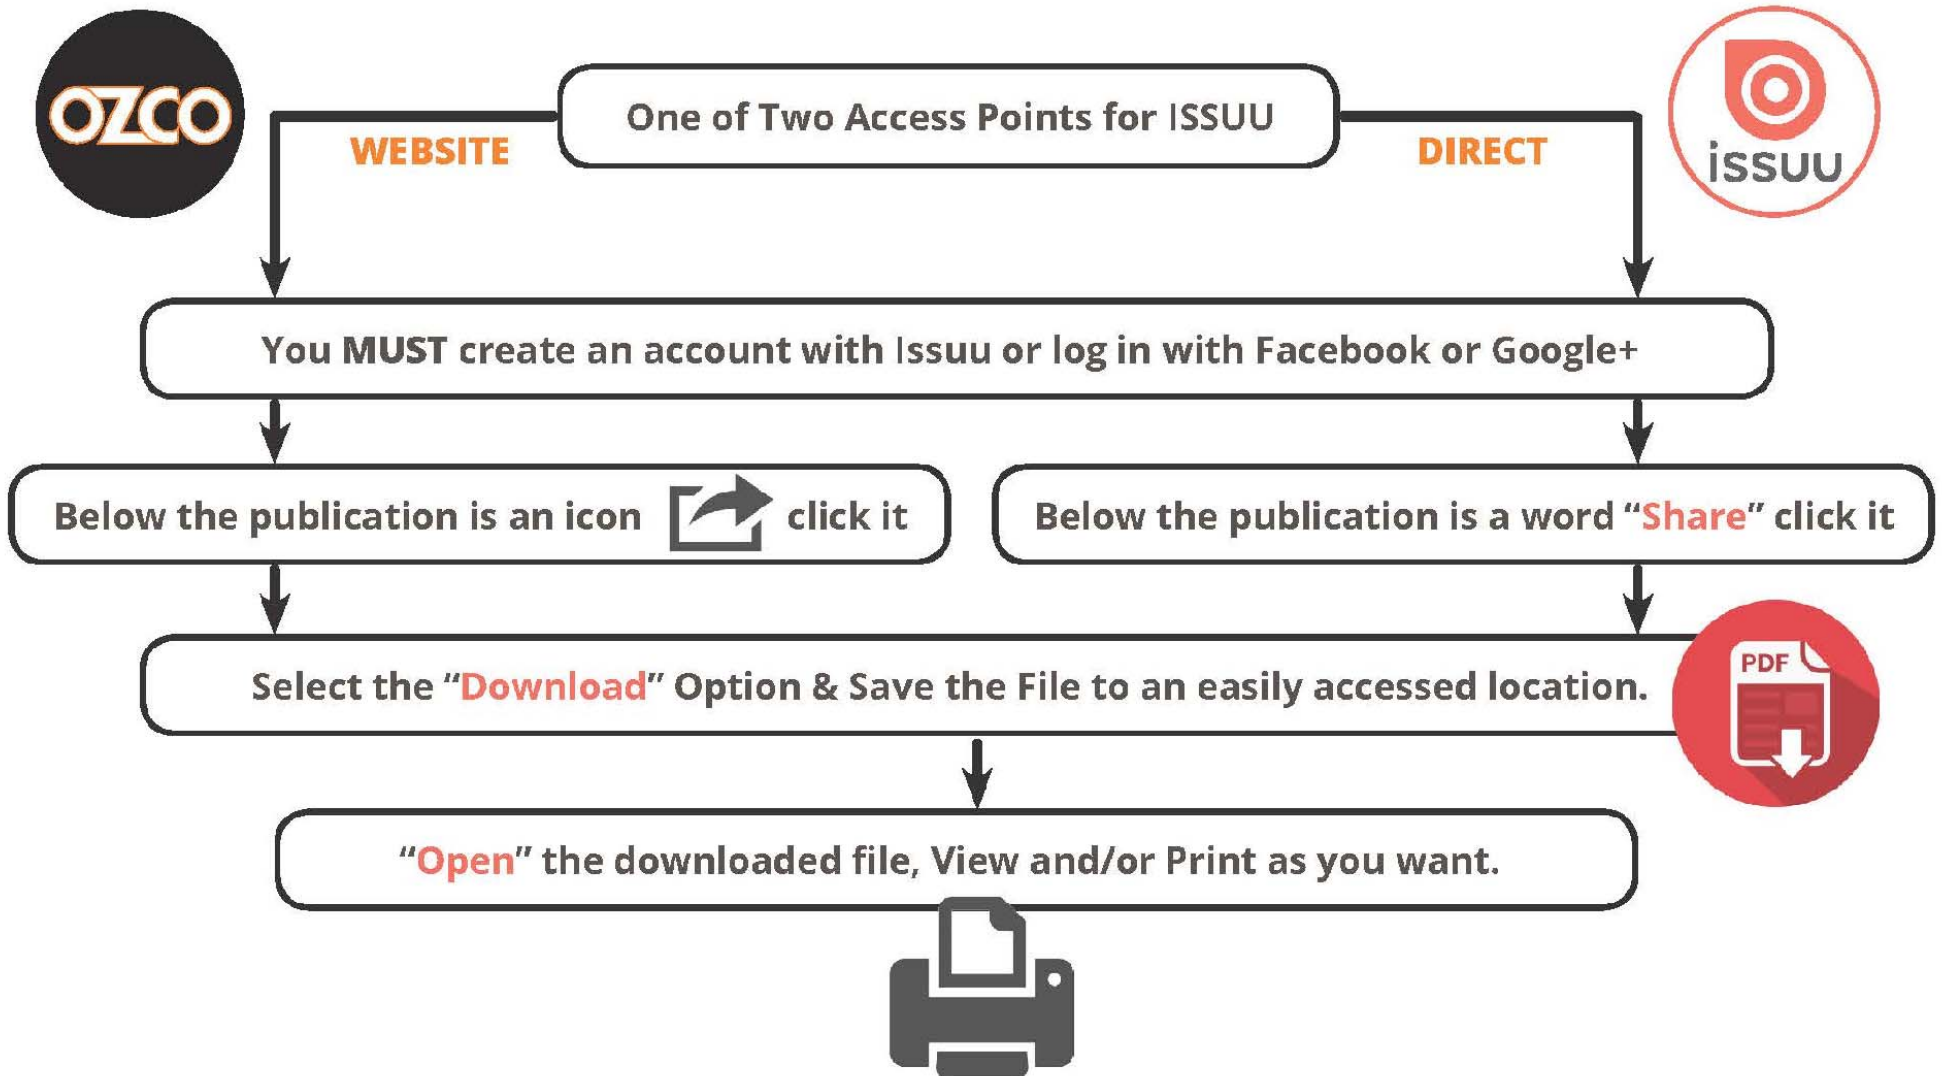 OZCO
One of Two Access Points for ISSUU
issuu
WEBSITE
DIRECT
You MUST create an account with Issuu or log in with Facebook or Google+
Below the publication is an icon click it
Below the publication is a word “Share” click it
Select the “Download” Option & Save the File to an easily accessed location.
PDF
“Open” the downloaded file, View and/or Print as you want.